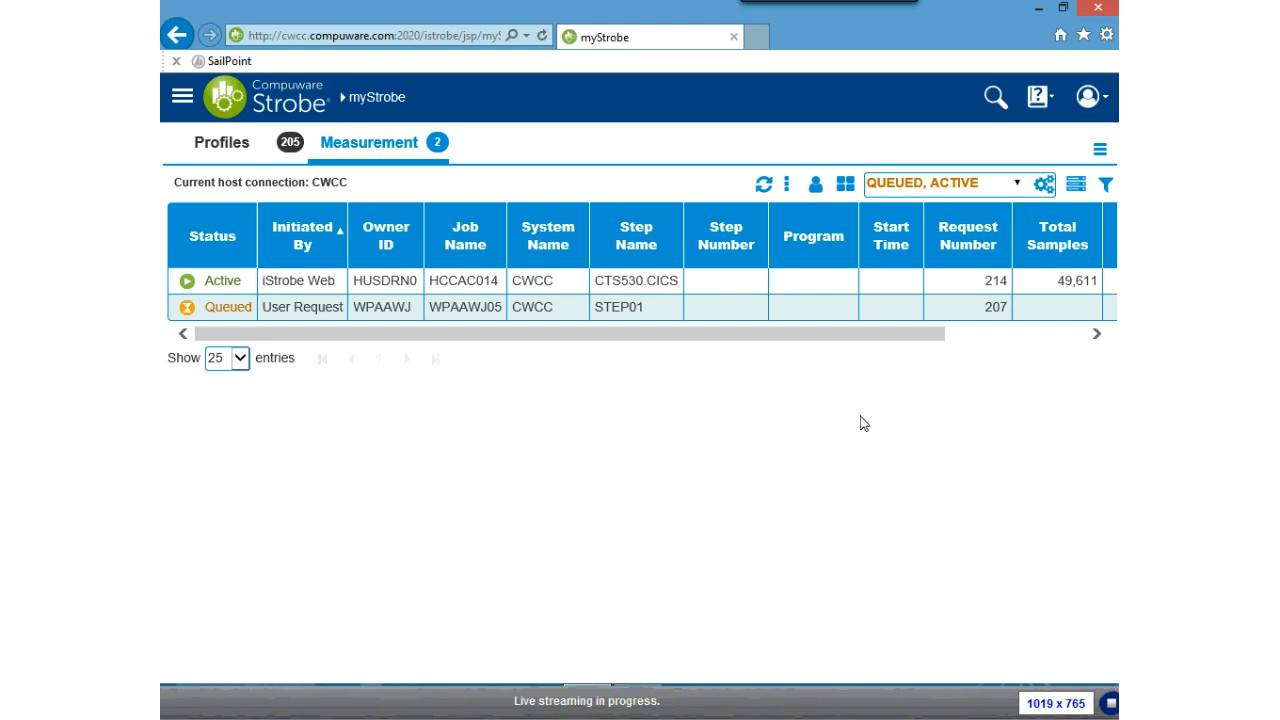 http://cwcc.compuware.com:2020/istrobe/jsp/my! myStrobe
SailPoint
Compuware
Strobe myStrobe
Profiles 205 Measurement 2
Current host connection: CWCC QUEUED, ACTIVE
Status Initiated By Owner ID Job Name System Name Step Name Step Number Program Start Time Request Number Total Samples
Active iStrobe Web HUSDRN0 HCCAC014 CWCC CTS530.CICS 214 49,611
Queued User Request WPAAWJ WPAAWJ05 CWCC STEP01 207
Show 25 entries 1
Live streaming in progress. 1019 x 765